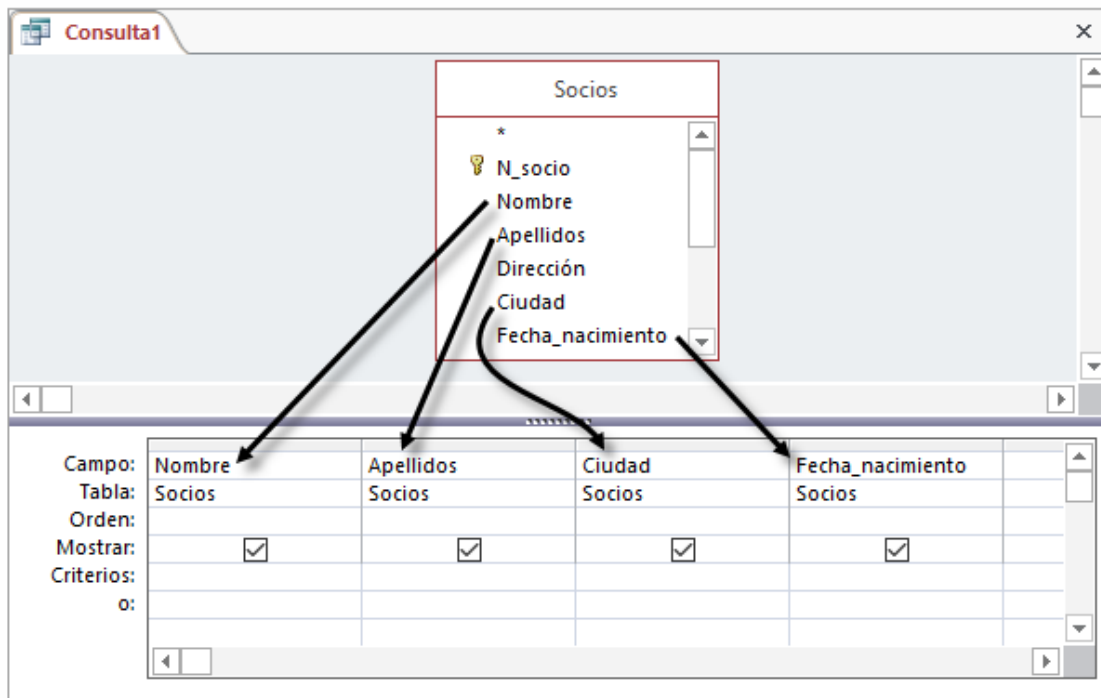 Consulta1
Socios
*
N_socio
Nombre
Apellidos
Dirección
Ciudad
Fecha_nacimiento
Campo: Nombre Apellidos Ciudad Fecha_nacimiento
Tabla: Socios Socios Socios Socios
Orden:
Mostrar:
Criterios:
o: